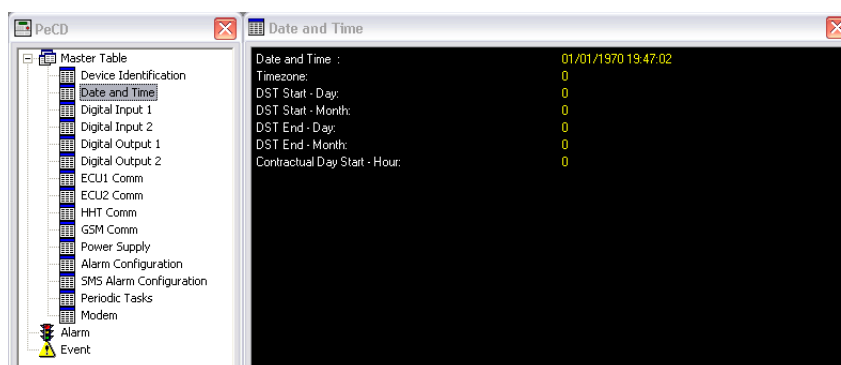 PeCD
Master Table
Device Identification
Date and Time
Digital Input 1
Digital Input 2
Digital Output 1
Digital Output 2
ECU1 Comm
ECU2 Comm
HHT Comm
GSM Comm
Power Supply
Alarm Configuration
SMS Alarm Configuration
Periodic Tasks
Modem
Alarm
Event
Date and Time
Date and Time : 01/01/1970 19:47:02
Timezone: 0
DST Start - Day: 0
DST Start - Month: 0
DST End - Day: 0
DST End - Month: 0
Contractual Day Start - Hour: 0